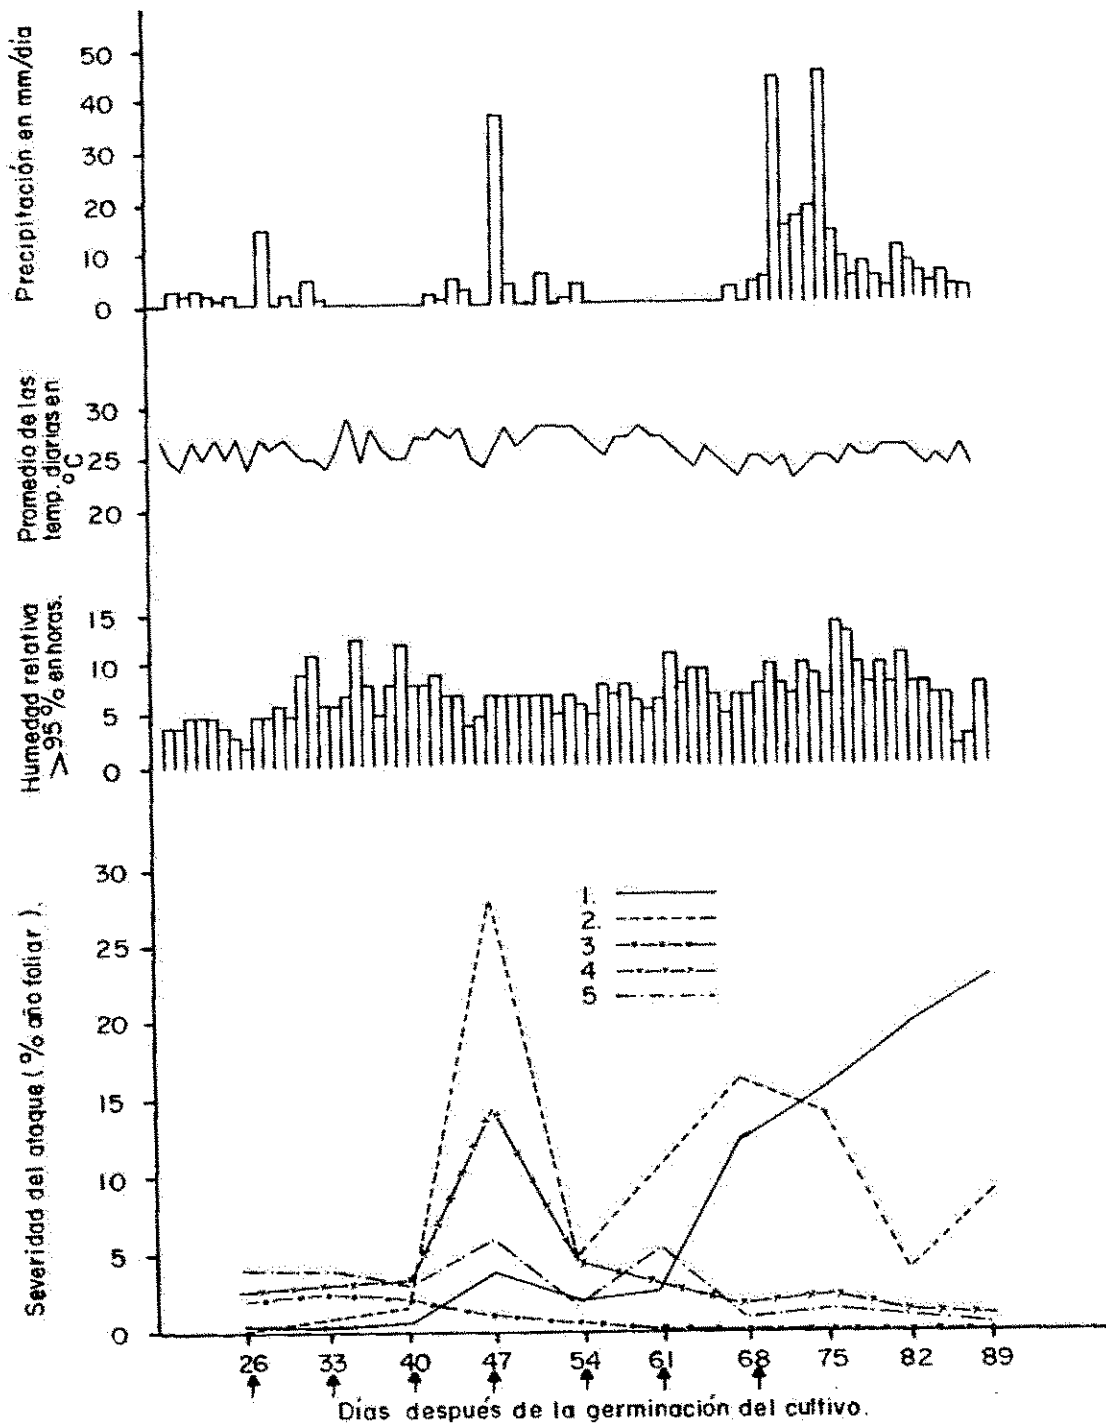 Precipitación en mm/día
50
40
30
20
10
0
Promedio de las
temp. diarias en
°C
30
25
20
Humedad relativa
>95 % en horas.
15
10
5
0
Severidad del ataque (% año foliar).
30
25
20
15
10
5
0
1
2
3
4
5
26 33 40 47 54 61 68 75 82 89
Días después de la germinación del cultivo.